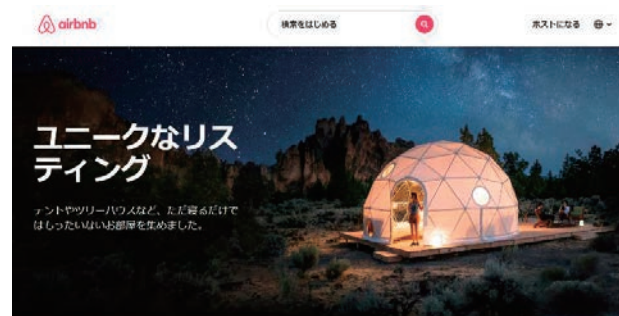 airbnb
検索をはじめる
ホストになる
ユニークなリス
ティング
テントやツリーハウスなど、ただ寝るだけで
はもったいないお部屋を集めました。